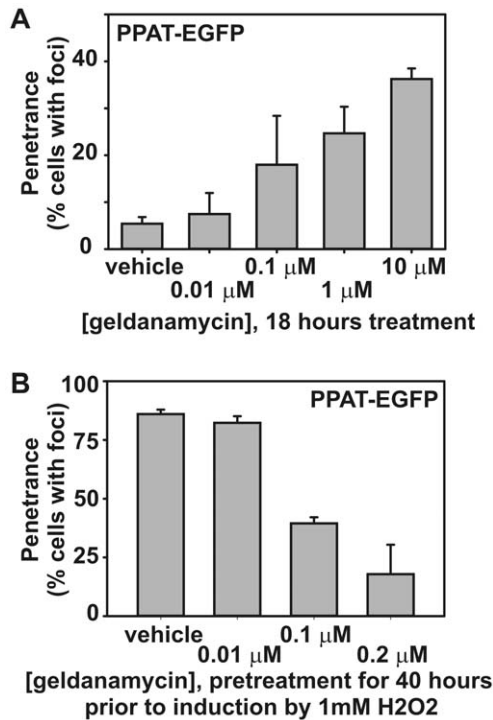 A
PPAT-EGFP
Penetrance
(% cells with foci)
40
20
0
vehicle 0.1 μM 10 μM
0.01 μM 1 μM
[geldanamycin], 18 hours treatment
B
PPAT-EGFP
Penetrance
(% cells with foci)
100
75
50
25
0
vehicle 0.1 μM
0.01 μM 0.2 μM
[geldanamycin], pretreatment for 40 hours
prior to induction by 1mM H2O2